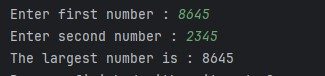 Enter first number : 8645
Enter second number : 2345
The largest number is : 8645